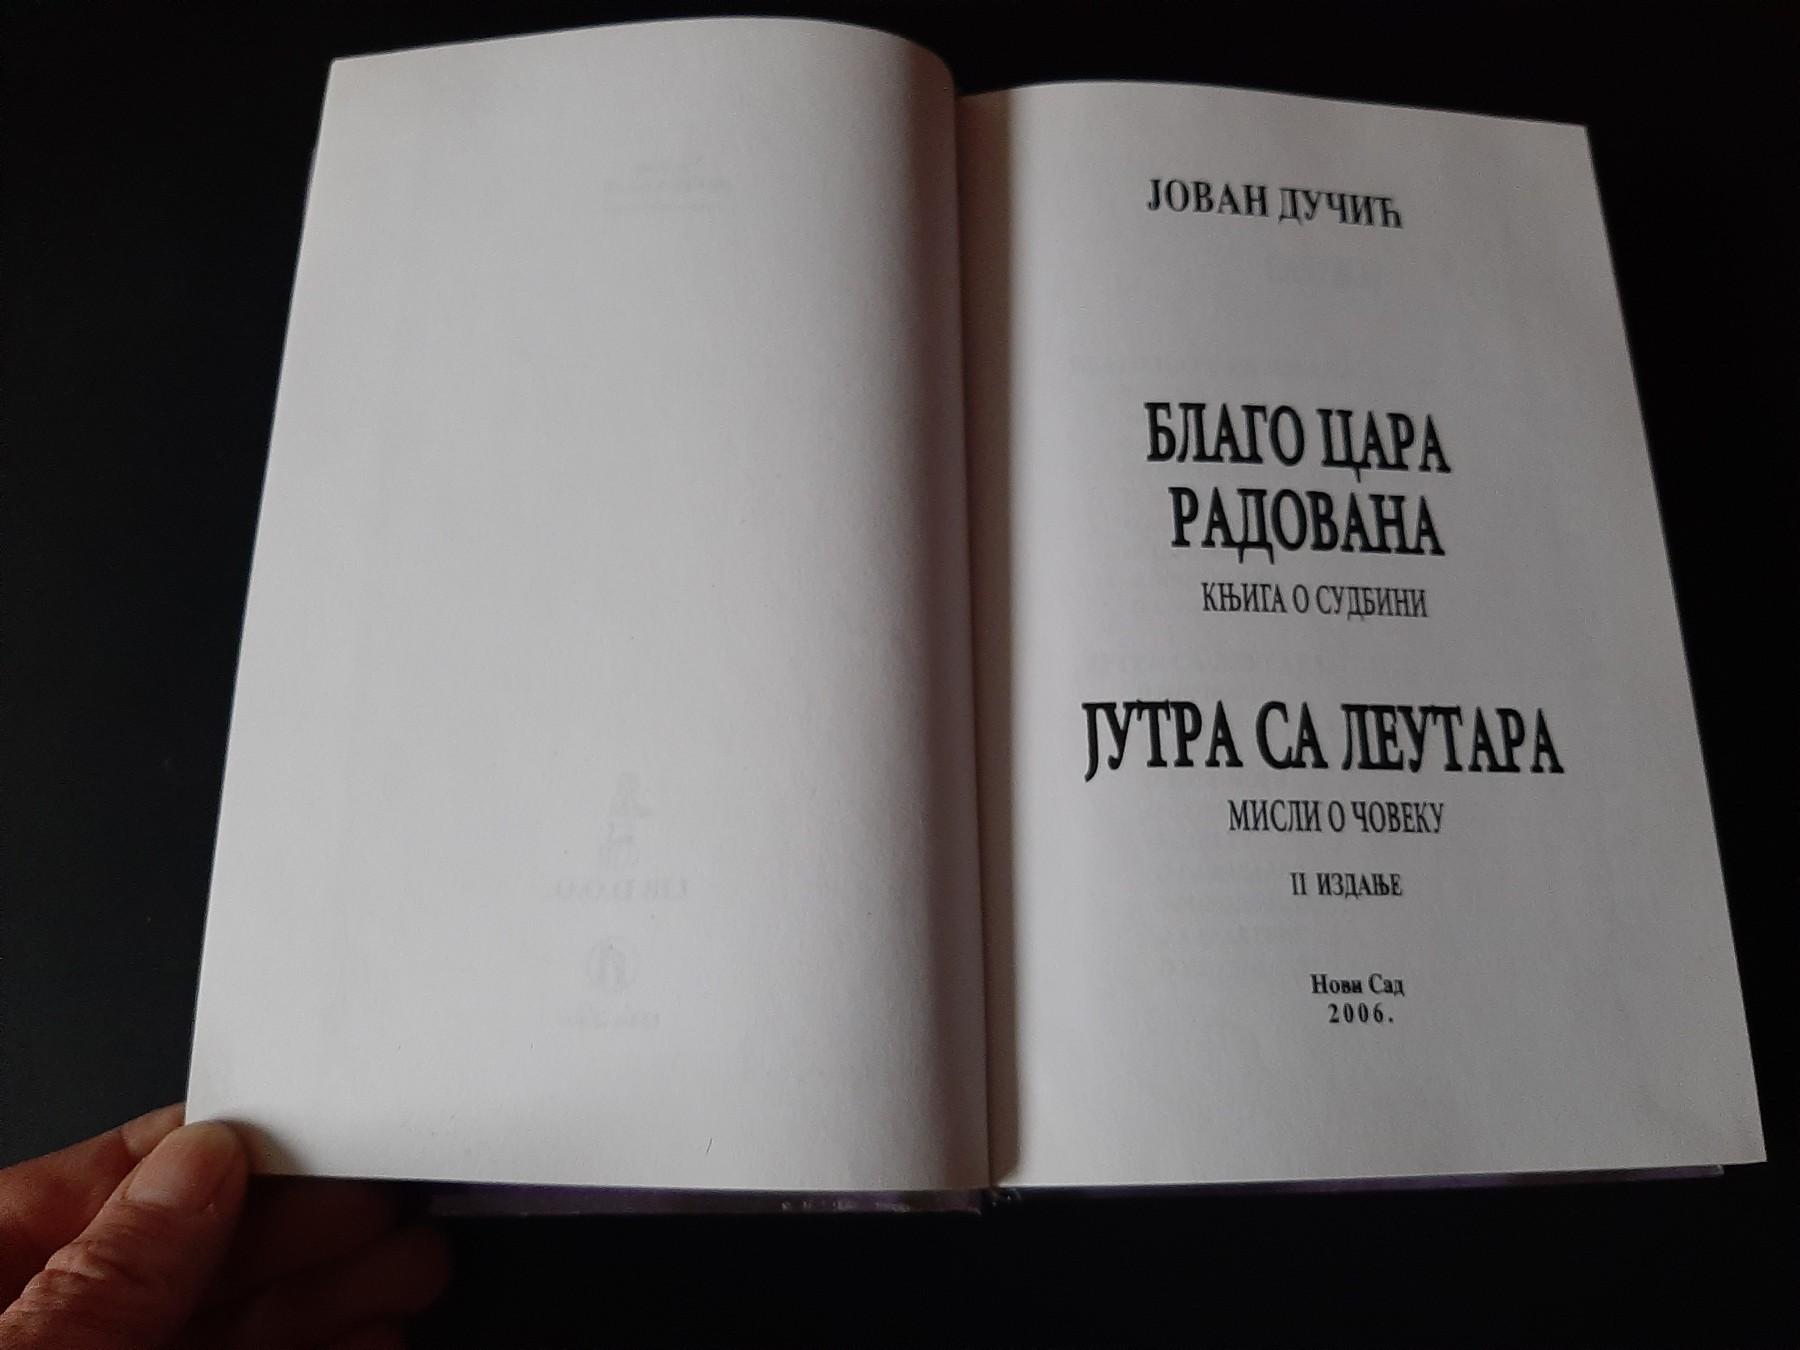 ЈОВАН ДУЧИЋ
БЛАГО ЦАРА
РАДОВАНА
КЊИГА О СУДБИНИ
ЈУТРА СА ЛЕУТАРА
МИСЛИ О ЧОВЕКУ
II ИЗДАЊЕ
Нови Сад
2006.